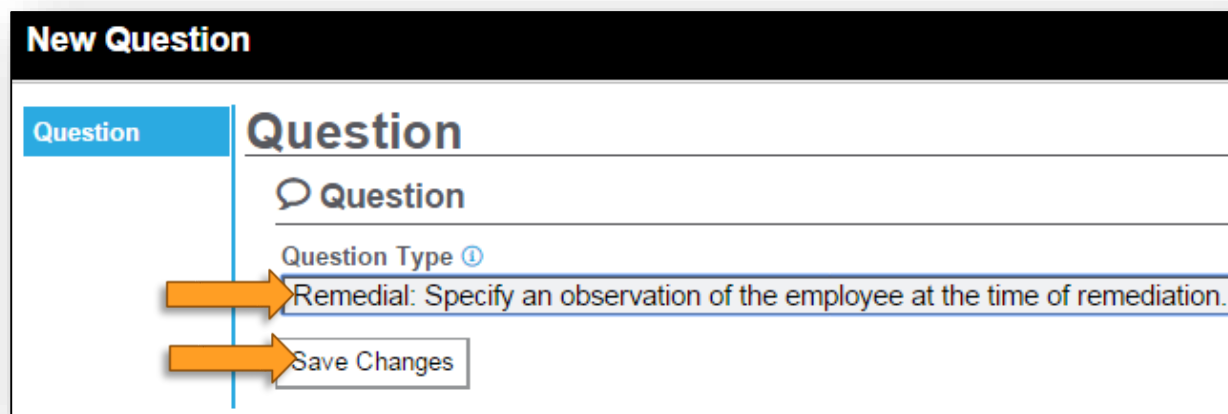 New Question
Question
Question
Question
Question Type
Remedial: Specify an observation of the employee at the time of remediation.
Save Changes